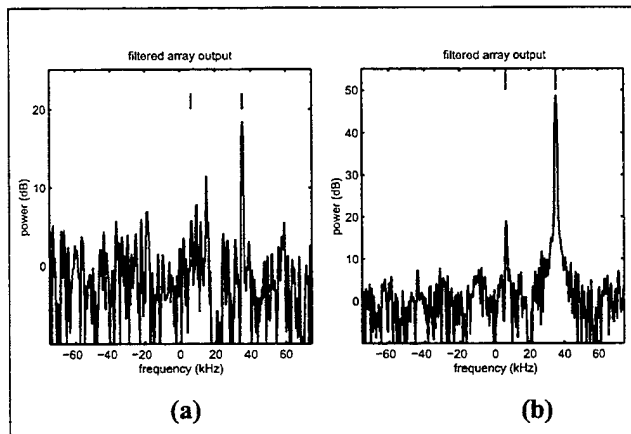 filtered array output
20
10
0
power (dB)
−60 −40 −20 0 20 40 60
frequency (kHz)
(a)
filtered array output
50
40
30
20
10
0
power (dB)
−60 −40 −20 0 20 40 60
frequency (kHz)
(b)